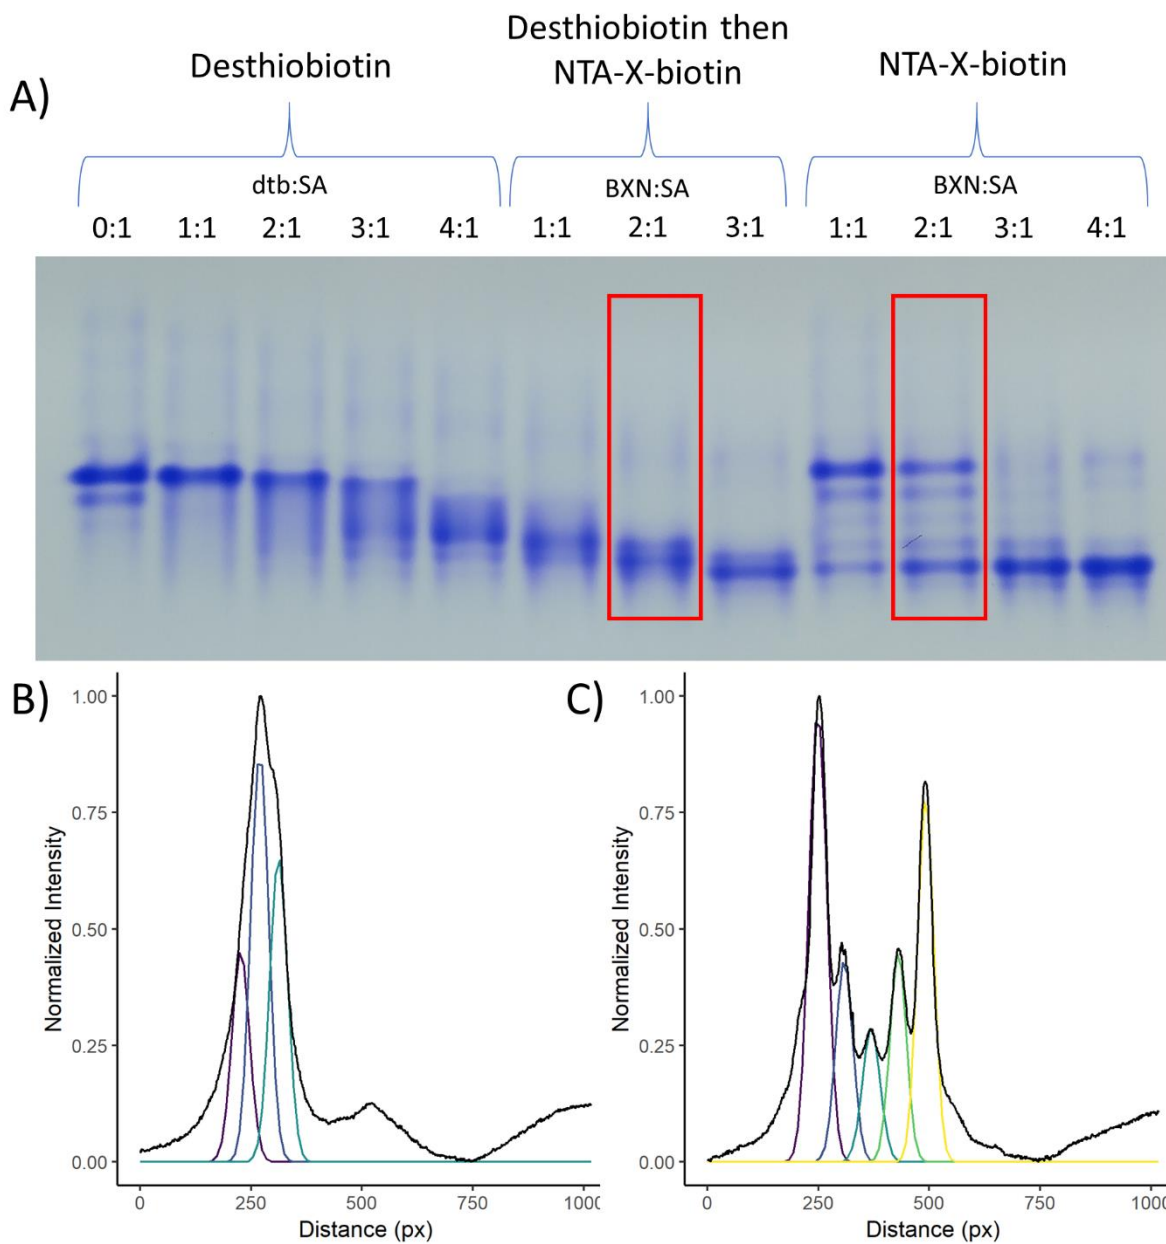 A)
Desthiobiotin
Desthiobiotin then
NTA-X-biotin
NTA-X-biotin
dtb:SA
BXN:SA
BXN:SA
0:1 1:1 2:1 3:1 4:1 1:1 2:1 3:1 1:1 2:1 3:1 4:1
B)
1.00
0.75
0.50
0.25
0.00
Normalized Intensity
0 250 500 750 1000
Distance (px)
C)
1.00
0.75
0.50
0.25
0.00
Normalized Intensity
0 250 500 750 1000
Distance (px)